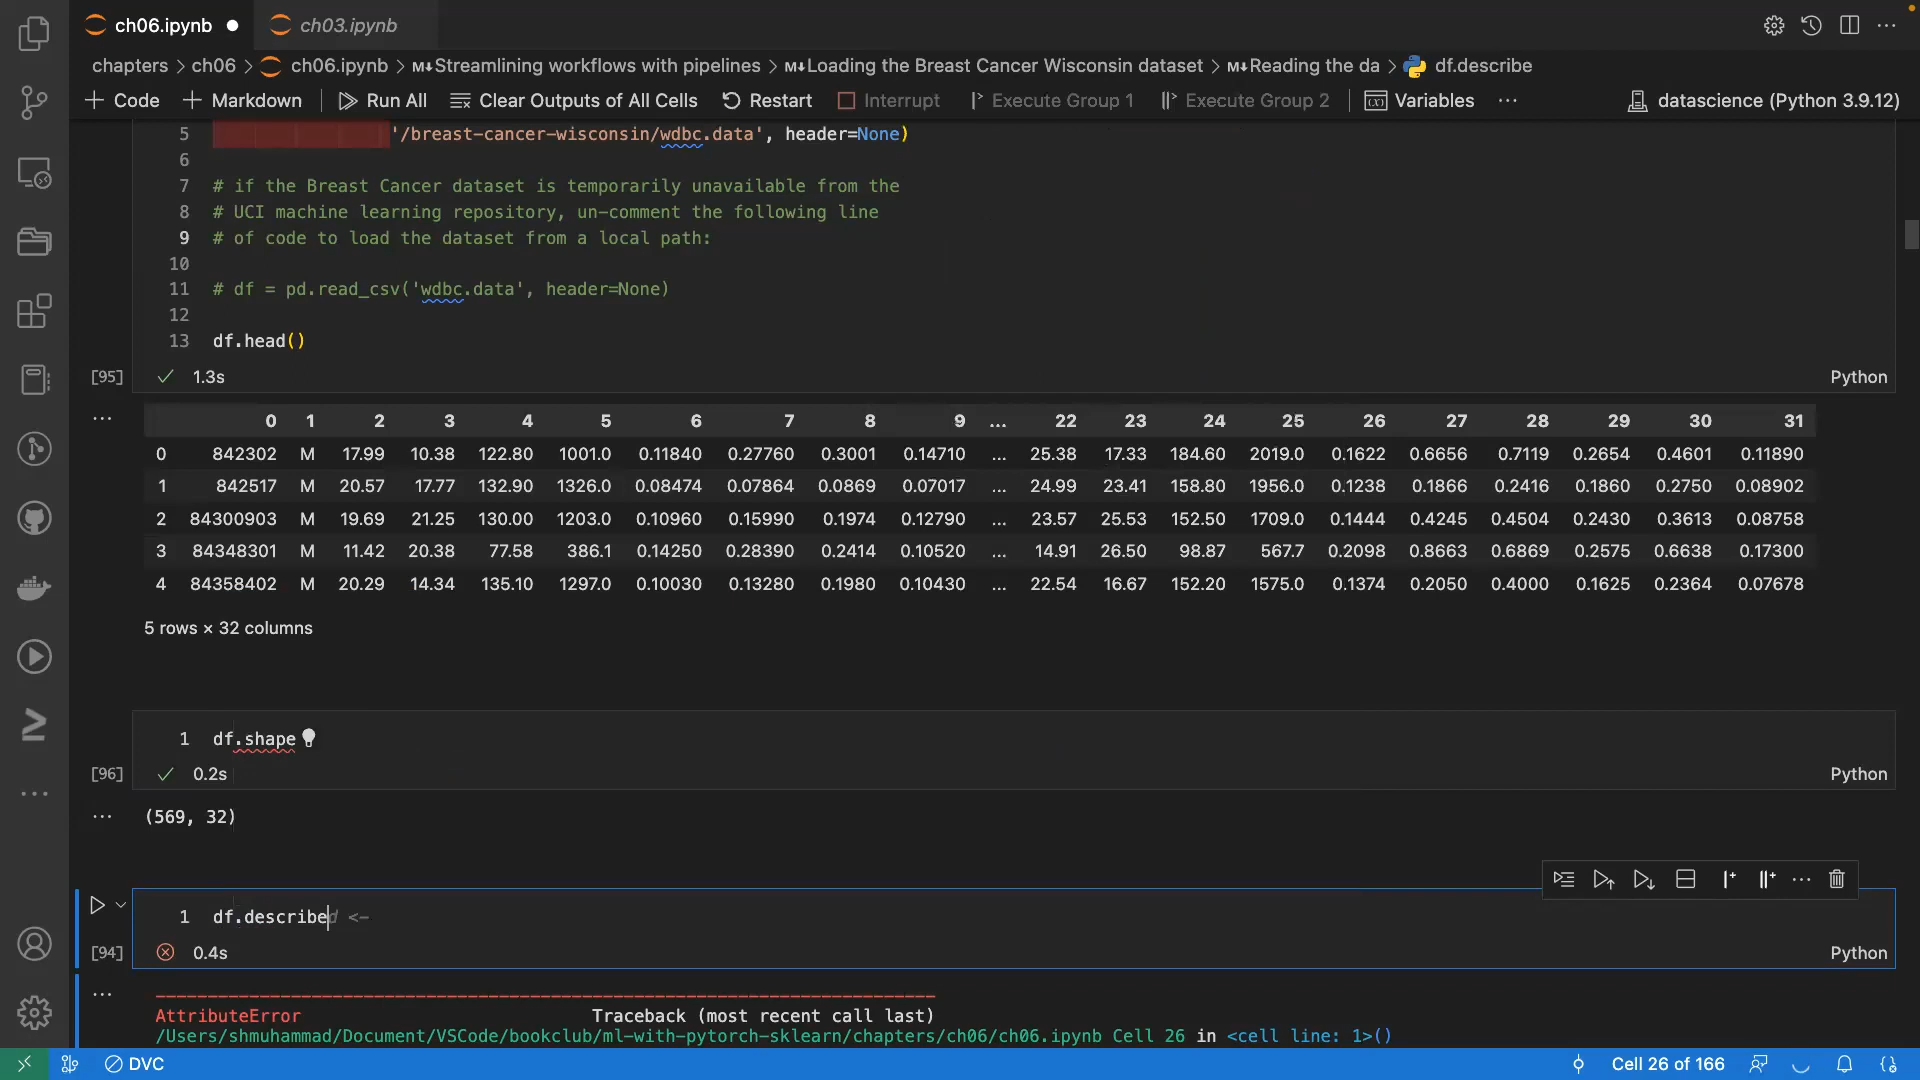 ch06.ipynb ch03.ipynb
chapters > ch06 > ch06.ipynb > M↓Streamlining workflows with pipelines > M↓Loading the Breast Cancer Wisconsin dataset > M↓Reading the da > df.describe
+ Code + Markdown Run All Clear Outputs of All Cells Restart Interrupt Execute Group 1 Execute Group 2 Variables ... datascience (Python 3.9.12)
5 '/breast-cancer-wisconsin/wdbc.data', header=None)
6
7 # if the Breast Cancer dataset is temporarily unavailable from the
8 # UCI machine learning repository, un-comment the following line
9 # of code to load the dataset from a local path:
10
11 # df = pd.read_csv('wdbc.data', header=None)
12
13 df.head()
[95] 1.3s Python
... 0 1 2 3 4 5 6 7 8 9 ... 22 23 24 25 26 27 28 29 30 31
0 842302 M 17.99 10.38 122.80 1001.0 0.11840 0.27760 0.3001 0.14710 ... 25.38 17.33 184.60 2019.0 0.1622 0.6656 0.7119 0.2654 0.4601 0.11890
1 842517 M 20.57 17.77 132.90 1326.0 0.08474 0.07864 0.0869 0.07017 ... 24.99 23.41 158.80 1956.0 0.1238 0.1866 0.2416 0.1860 0.2750 0.08902
2 84300903 M 19.69 21.25 130.00 1203.0 0.10960 0.15990 0.1974 0.12790 ... 23.57 25.53 152.50 1709.0 0.1444 0.4245 0.4504 0.2430 0.3613 0.08758
3 84348301 M 11.42 20.38 77.58 386.1 0.14250 0.28390 0.2414 0.10520 ... 14.91 26.50 98.87 567.7 0.2098 0.8663 0.6869 0.2575 0.6638 0.17300
4 84358402 M 20.29 14.34 135.10 1297.0 0.10030 0.13280 0.1980 0.10430 ... 22.54 16.67 152.20 1575.0 0.1374 0.2050 0.4000 0.1625 0.2364 0.07678
5 rows × 32 columns
1 df.shape
[96] 0.2s Python
... (569, 32)
1 df.described <-
[94] 0.4s Python
... ---------------------------------------------------------------------------
AttributeError Traceback (most recent call last)
/Users/shmuhammad/Document/VSCode/bookclub/ml-with-pytorch-sklearn/chapters/ch06/ch06.ipynb Cell 26 in <cell line: 1>()
DVC Cell 26 of 166